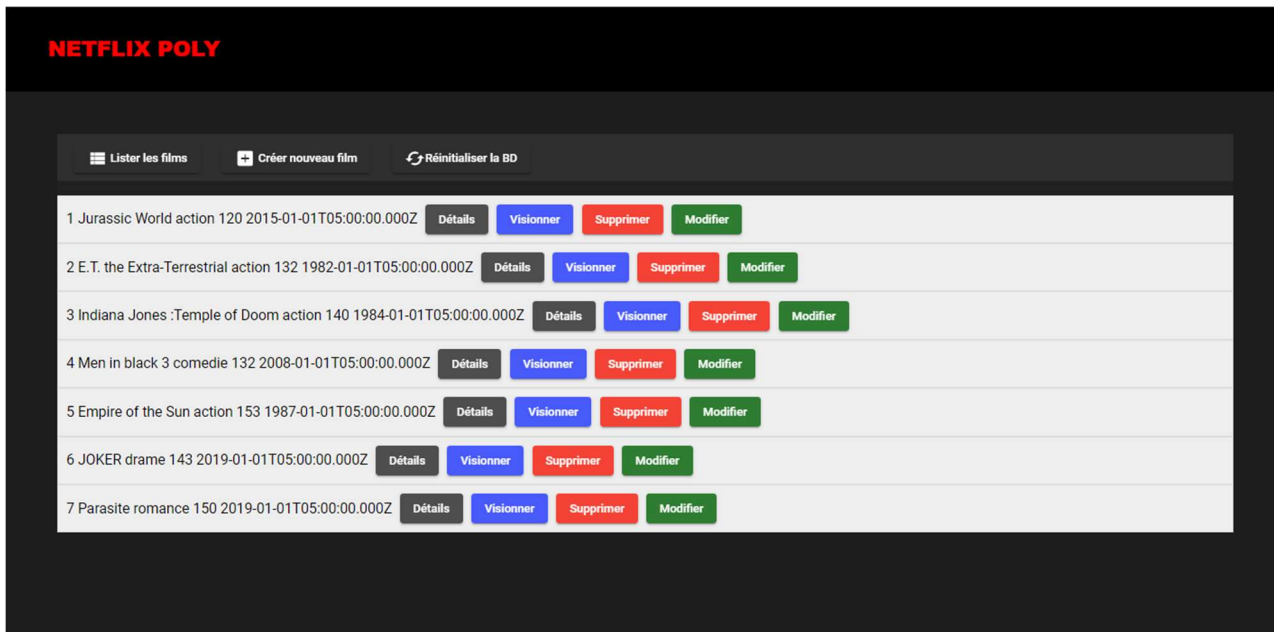 NETFLIX POLY
Lister les films Créer nouveau film Réinitialiser la BD
1 Jurassic World action 120 2015-01-01T05:00:00.000Z Détails Visionner Supprimer Modifier
2 E.T. the Extra-Terrestrial action 132 1982-01-01T05:00:00.000Z Détails Visionner Supprimer Modifier
3 Indiana Jones :Temple of Doom action 140 1984-01-01T05:00:00.000Z Détails Visionner Supprimer Modifier
4 Men in black 3 comedie 132 2008-01-01T05:00:00.000Z Détails Visionner Supprimer Modifier
5 Empire of the Sun action 153 1987-01-01T05:00:00.000Z Détails Visionner Supprimer Modifier
6 JOKER drame 143 2019-01-01T05:00:00.000Z Détails Visionner Supprimer Modifier
7 Parasite romance 150 2019-01-01T05:00:00.000Z Détails Visionner Supprimer Modifier